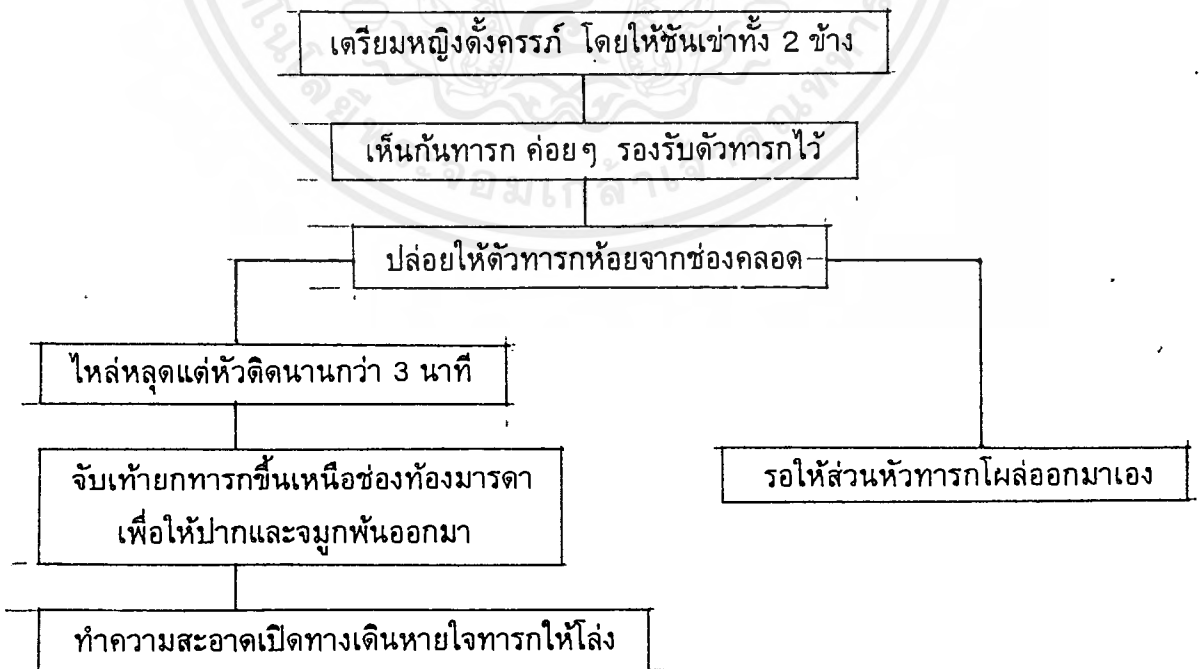 เตรียมหญิงตั้งครรภ์ โดยให้ชันเข่าทั้ง 2 ข้าง
เห็นก้นทารก ค่อยๆ รองรับตัวทารกไว้
ปล่อยให้ตัวทารกห้อยจากช่องคลอด
ไหล่หลุดแต่หัวติดนานกว่า 3 นาที
จับเท้ายกทารกขึ้นเหนือช่องท้องมารดา
เพื่อให้ปากและจมูกพ้นออกมา
รอให้ส่วนหัวทารกโผล่ออกมาเอง
ทำความสะอาดเปิดทางเดินหายใจทารกให้โล่ง